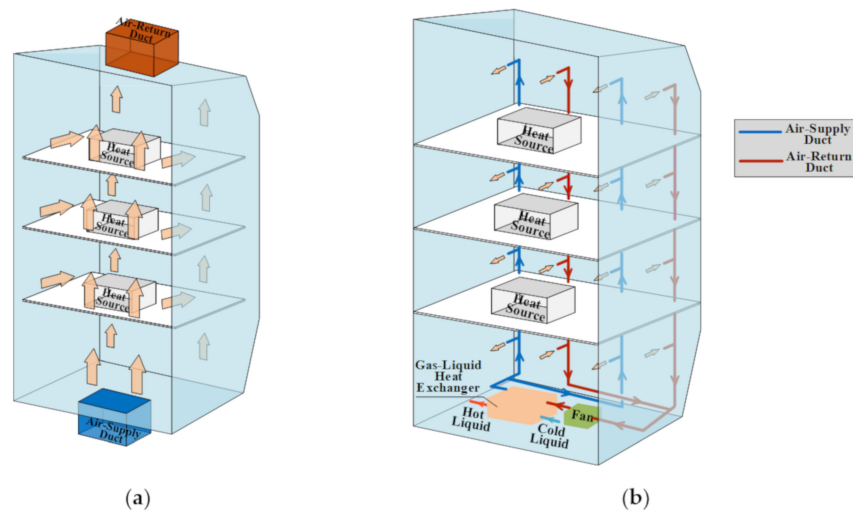 Air-Return
Duct
Heat
Source
Heat
Source
Heat
Source
Air-Supply
Duct
(a)
Heat
Source
Heat
Source
Heat
Source
Gas-Liquid
Heat
Exchanger
Hot
Liquid
Cold
Liquid
Fan
(b)
Air-Supply
Duct
Air-Return
Duct